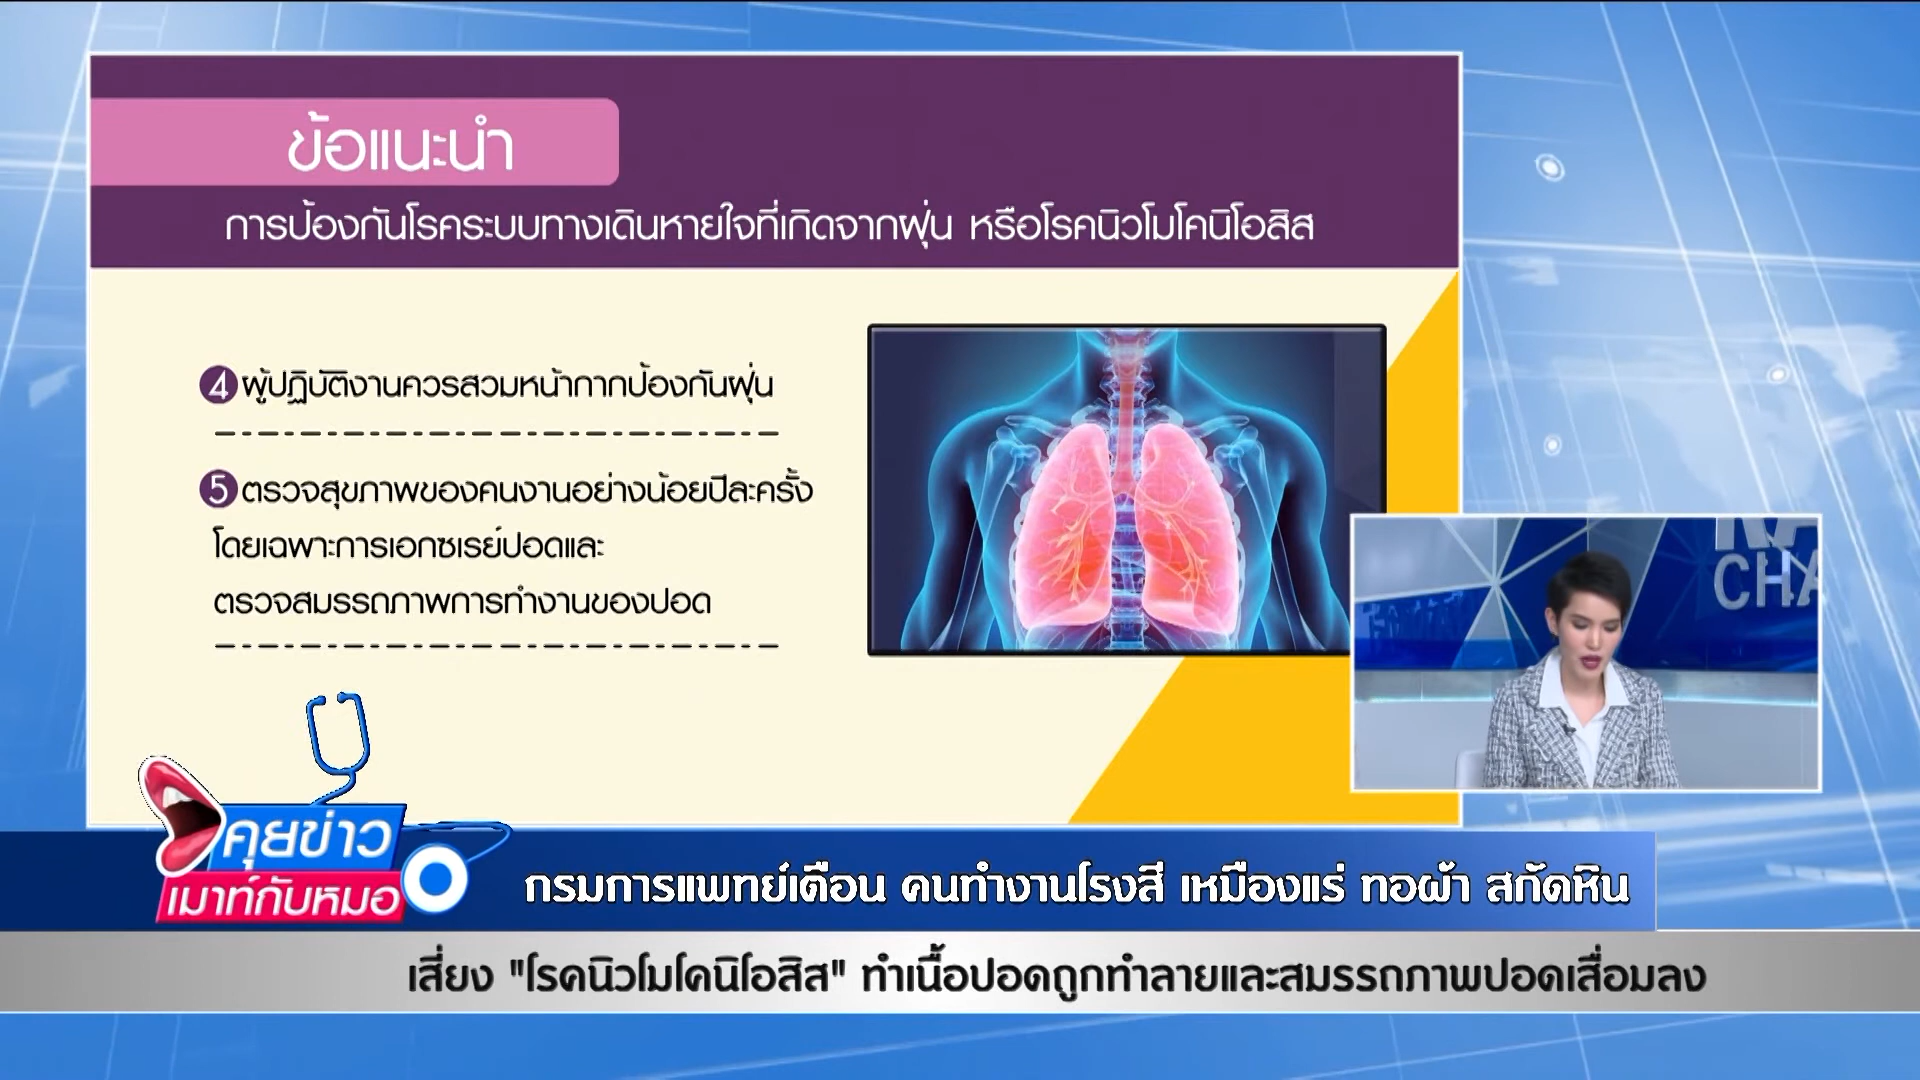 ข้อแนะนำ
การป้องกันโรคระบบทางเดินหายใจที่เกิดจากฝุ่น หรือโรคนิวโมโคนิโอสิส
4 ผู้ปฏิบัติงานควรสวมหน้ากากป้องกันฝุ่น
5 ตรวจสุขภาพของคนงานอย่างน้อยปีละครั้ง
โดยเฉพาะการเอกซเรย์ปอดและ
ตรวจสมรรถภาพการทำงานของปอด
CHA
คุยข่าว
เมาท์กับหมอ
กรมการแพทย์เตือน คนทำงานโรงสี เหมืองแร่ ทอผ้า สกัดหิน
เสี่ยง "โรคนิวโมโคนิโอสิส" ทำเนื้อปอดถูกทำลายและสมรรถภาพปอดเสื่อมลง